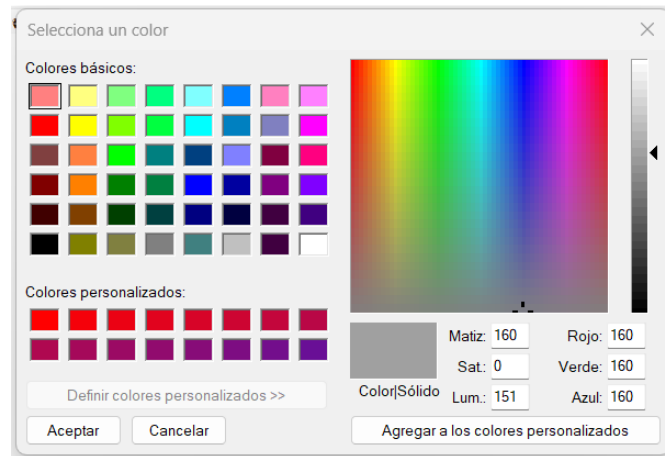 Selecciona un color
Colores básicos:
Colores personalizados:
Definir colores personalizados >>
Aceptar
Cancelar
Color|Sólido
Matiz: 160
Sat.: 0
Lum.: 151
Rojo: 160
Verde: 160
Azul: 160
Agregar a los colores personalizados